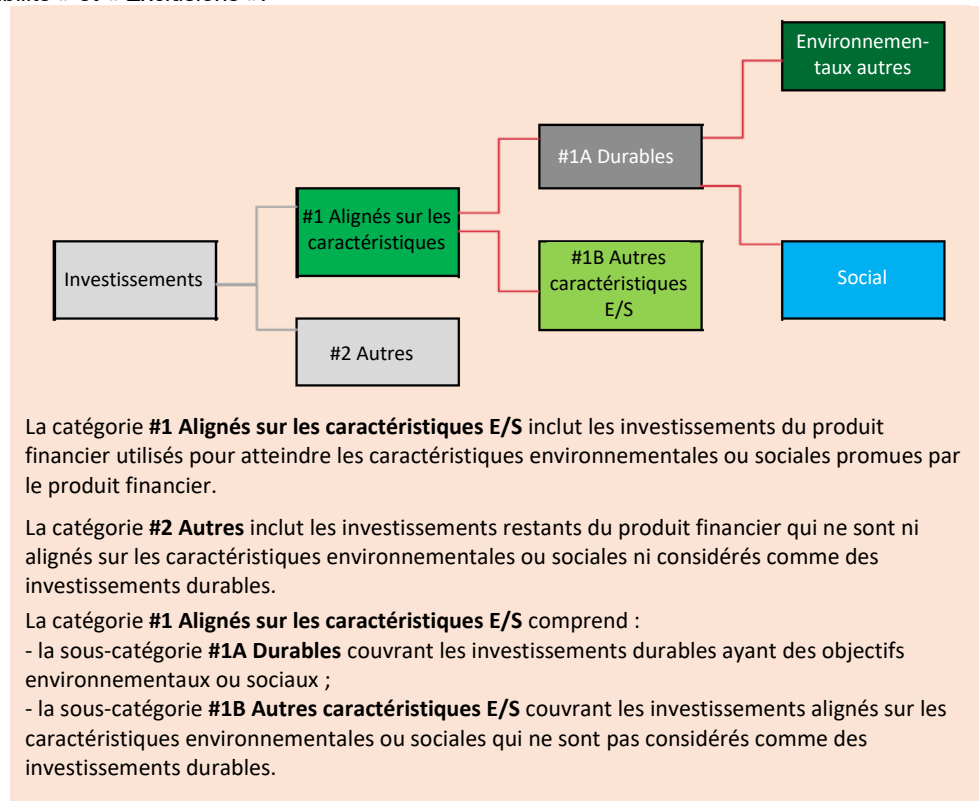 Environnemen-
taux autres
#1A Durables
#1 Alignés sur les
caractéristiques
#1B Autres
caractéristiques
E/S
Social
Investissements
#2 Autres
La catégorie #1 Alignés sur les caractéristiques E/S inclut les investissements du produit
financier utilisés pour atteindre les caractéristiques environnementales ou sociales promues par
le produit financier.
La catégorie #2 Autres inclut les investissements restants du produit financier qui ne sont ni
alignés sur les caractéristiques environnementales ou sociales ni considérés comme des
investissements durables.
La catégorie #1 Alignés sur les caractéristiques E/S comprend :
- la sous-catégorie #1A Durables couvrant les investissements durables ayant des objectifs
environnementaux ou sociaux ;
- la sous-catégorie #1B Autres caractéristiques E/S couvrant les investissements alignés sur les
caractéristiques environnementales ou sociales qui ne sont pas considérés comme des
investissements durables.